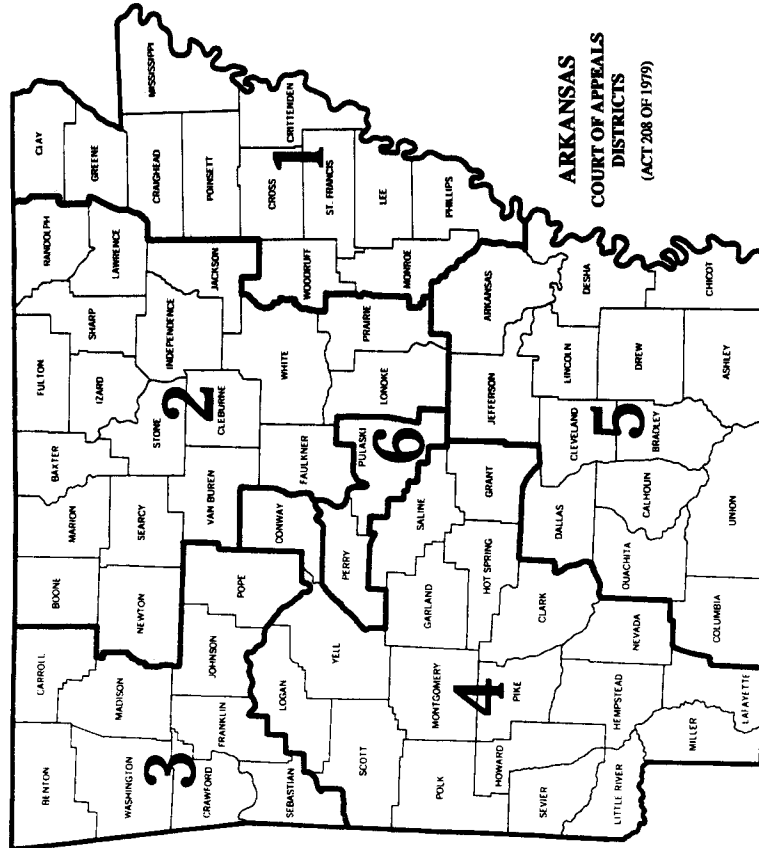 ARKANSAS
COURT OF APPEALS
DISTRICTS
(ACT 208 OF 1979)
BENTON
CARROLL
BOONE
MARION
BAXTER
FULTON
RANDOLPH
CLAY
WASHINGTON
MADISON
NEWTON
SEARCY
STONE
IZARD
SHARP
LAWRENCE
GREENE
3
2
CRAWFORD
FRANKLIN
JOHNSON
POPE
VAN BUREN
CLEBURNE
INDEPENDENCE
JACKSON
CRAIGHEAD
MISSISSIPPI
POINSETT
SEBASTIAN
LOGAN
CONWAY
FAULKNER
WHITE
WOODRUFF
CROSS
CRITTENDEN
1
ST. FRANCIS
SCOTT
YELL
PERRY
PULASKI
6
LONOKE
PRAIRIE
MONROE
LEE
PHILLIPS
POLK
MONTGOMERY
GARLAND
SALINE
HOT SPRING
GRANT
JEFFERSON
ARKANSAS
4
HOWARD
PIKE
CLARK
DALLAS
CLEVELAND
LINCOLN
DESHA
SEVIER
LITTLE RIVER
HEMPSTEAD
NEVADA
OUACHITA
CALHOUN
5
BRADLEY
DREW
MILLER
LAFAYETTE
COLUMBIA
UNION
ASHLEY
CHICOT